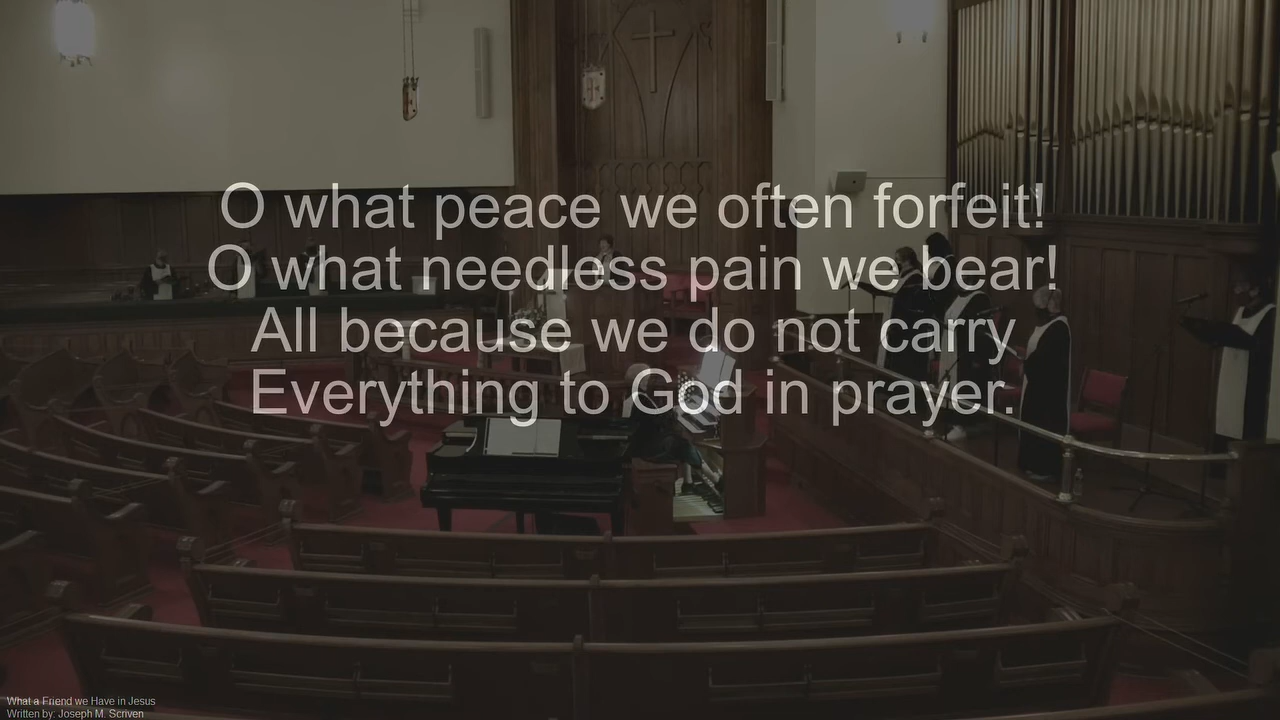 O what peace we often forfeit!
O what needless pain we bear!
All because we do not carry
Everything to God in prayer.
What a Friend we Have in Jesus
Written by: Joseph M. Scriven